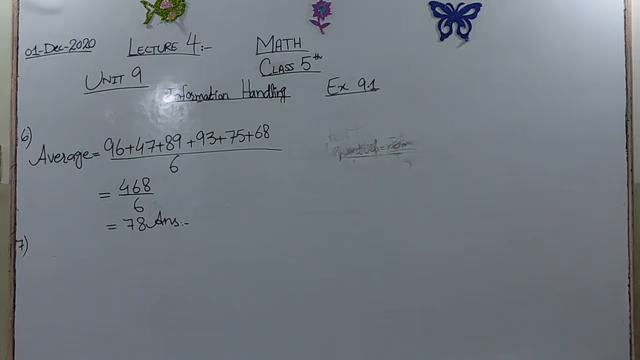 01-Dec-2020 LECTURE 4:- MATH
UNIT 9 CLASS 5th
Information Handling Ex 9.1
6)
Average = 96+47+89+93+75+68
6
= 468
6
= 78 Ans:-
7)